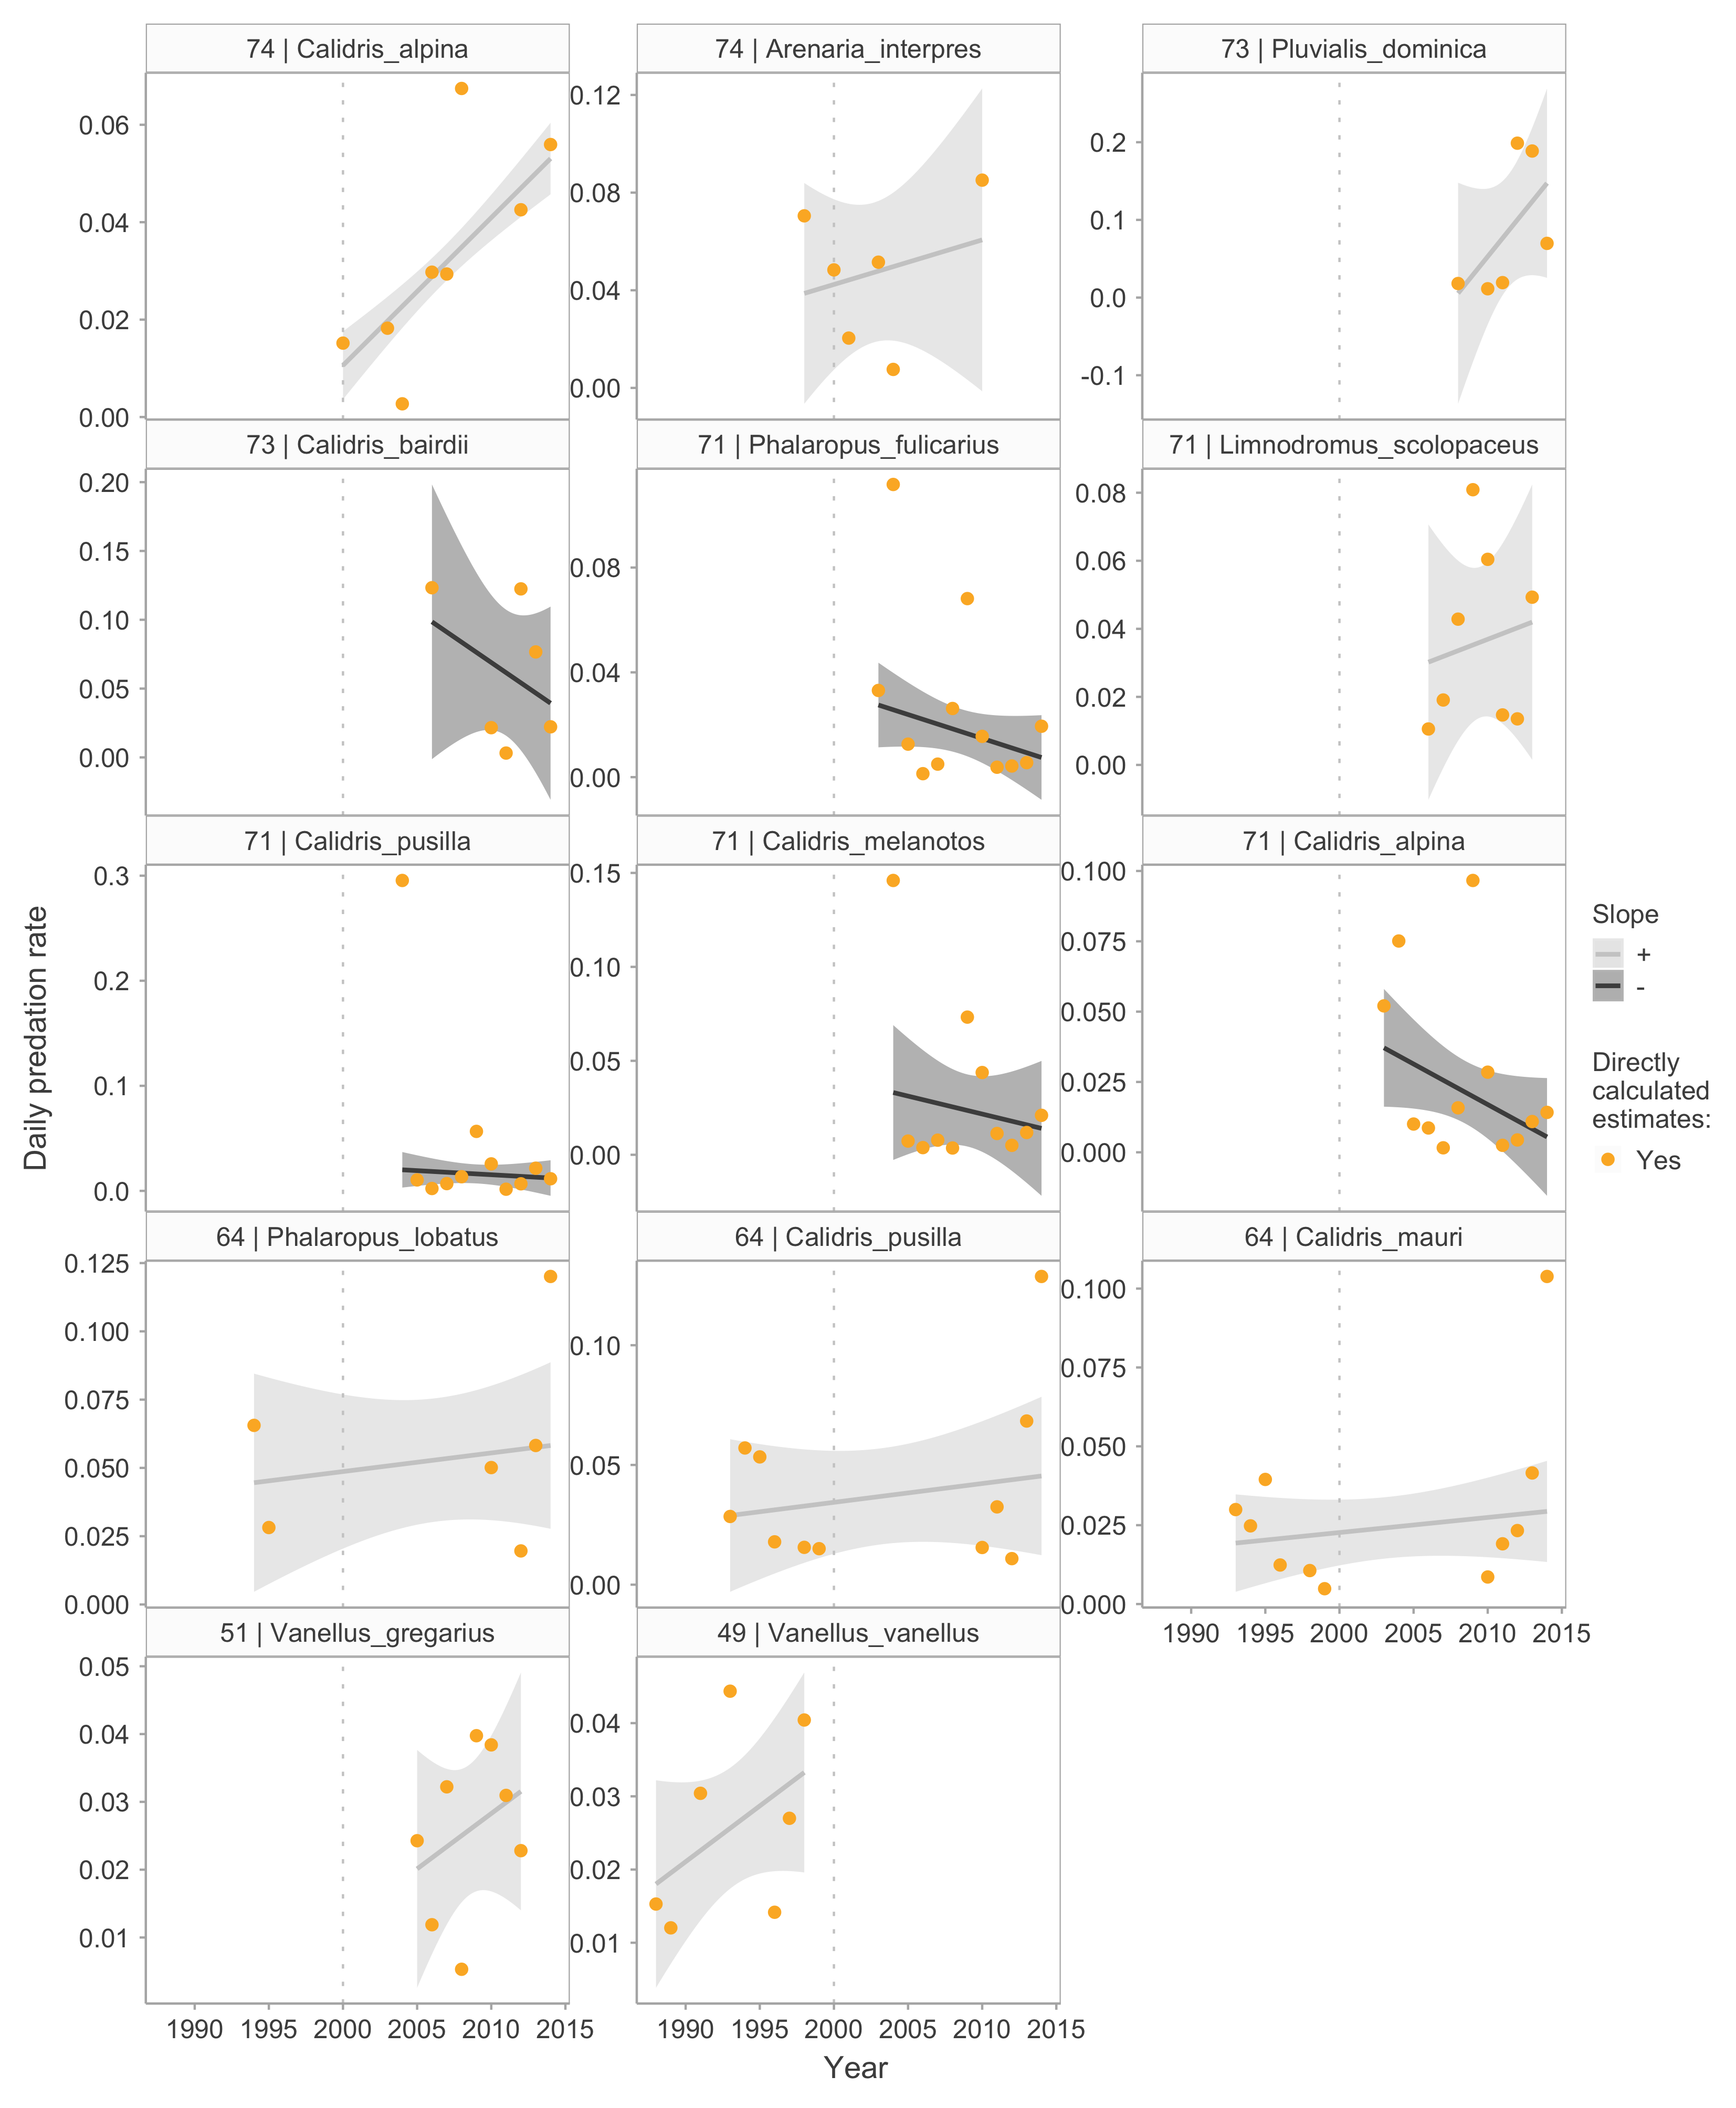 74 | Calidris_alpina
74 | Arenaria_interpres
73 | Pluvialis_dominica
0.06
0.04
0.02
0.00
0.12
0.08
0.04
0.00
0.2
0.1
0.0
-0.1
73 | Calidris_bairdii
71 | Phalaropus_fulicarius
71 | Limnodromus_scolopaceus
0.20
0.15
0.10
0.05
0.00
0.08
0.04
0.00
0.08
0.06
0.04
0.02
0.00
71 | Calidris_pusilla
71 | Calidris_melanotos
71 | Calidris_alpina
0.3
0.2
0.1
0.0
0.15
0.10
0.05
0.00
0.100
0.075
0.050
0.025
0.000
64 | Phalaropus_lobatus
64 | Calidris_pusilla
64 | Calidris_mauri
0.125
0.100
0.075
0.050
0.025
0.000
0.10
0.05
0.00
0.100
0.075
0.050
0.025
0.000
1990 1995 2000 2005 2010 2015
51 | Vanellus_gregarius
49 | Vanellus_vanellus
0.05
0.04
0.03
0.02
0.01
0.04
0.03
0.02
0.01
1990 1995 2000 2005 2010 2015
1990 1995 2000 2005 2010 2015
Year
Daily predation rate
Slope
+
-
Directly
calculated
estimates:
Yes